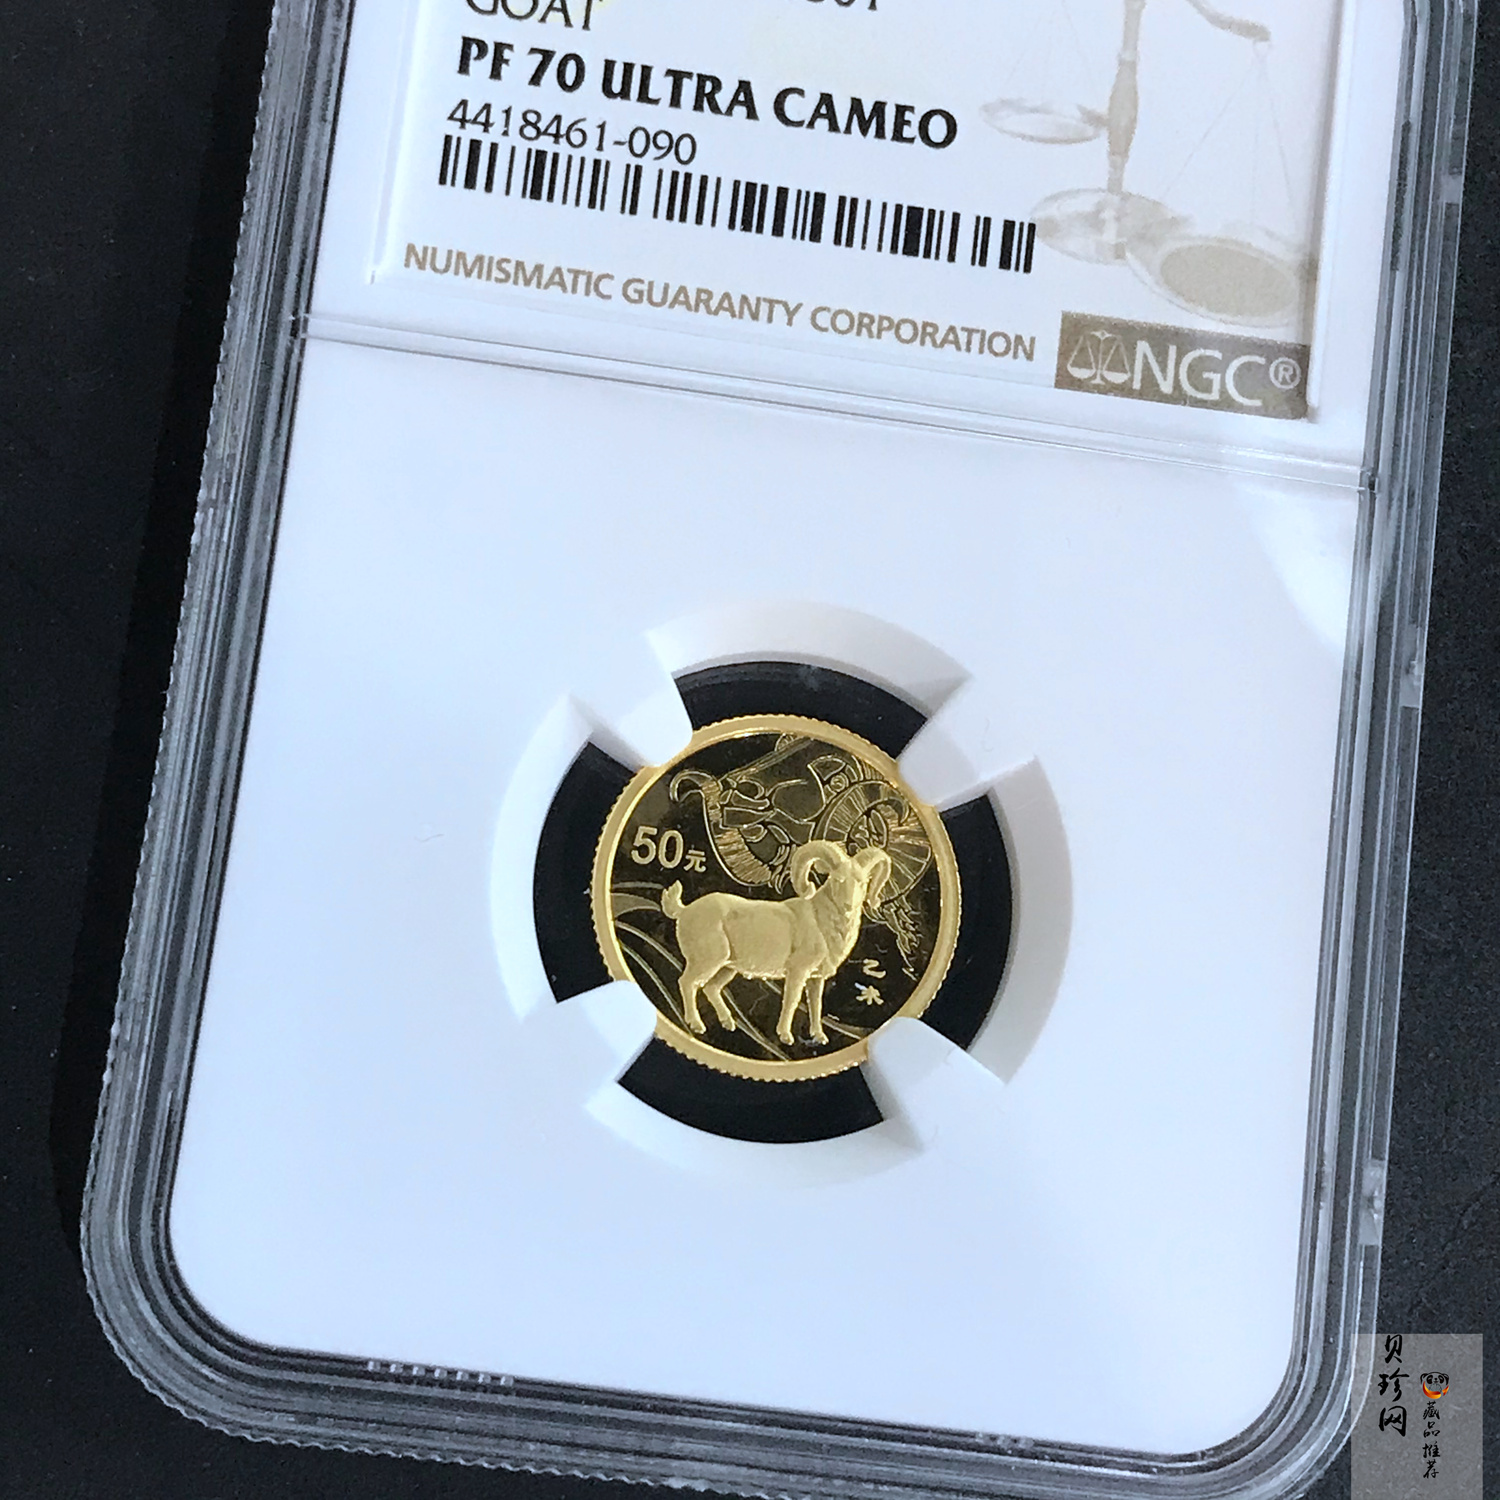 GOAT
PF 70 ULTRA CAMEO
4418461-090
NUMISMATIC GUARANTY CORPORATION
NGC®
50元
乙
未
贝珍网
藏品推荐